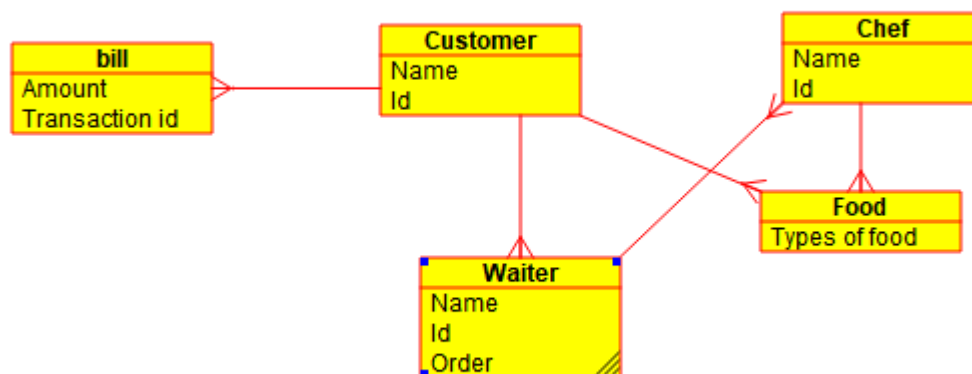 bill
Amount
Transaction id
Customer
Name
Id
Chef
Name
Id
Food
Types of food
Waiter
Name
Id
Order